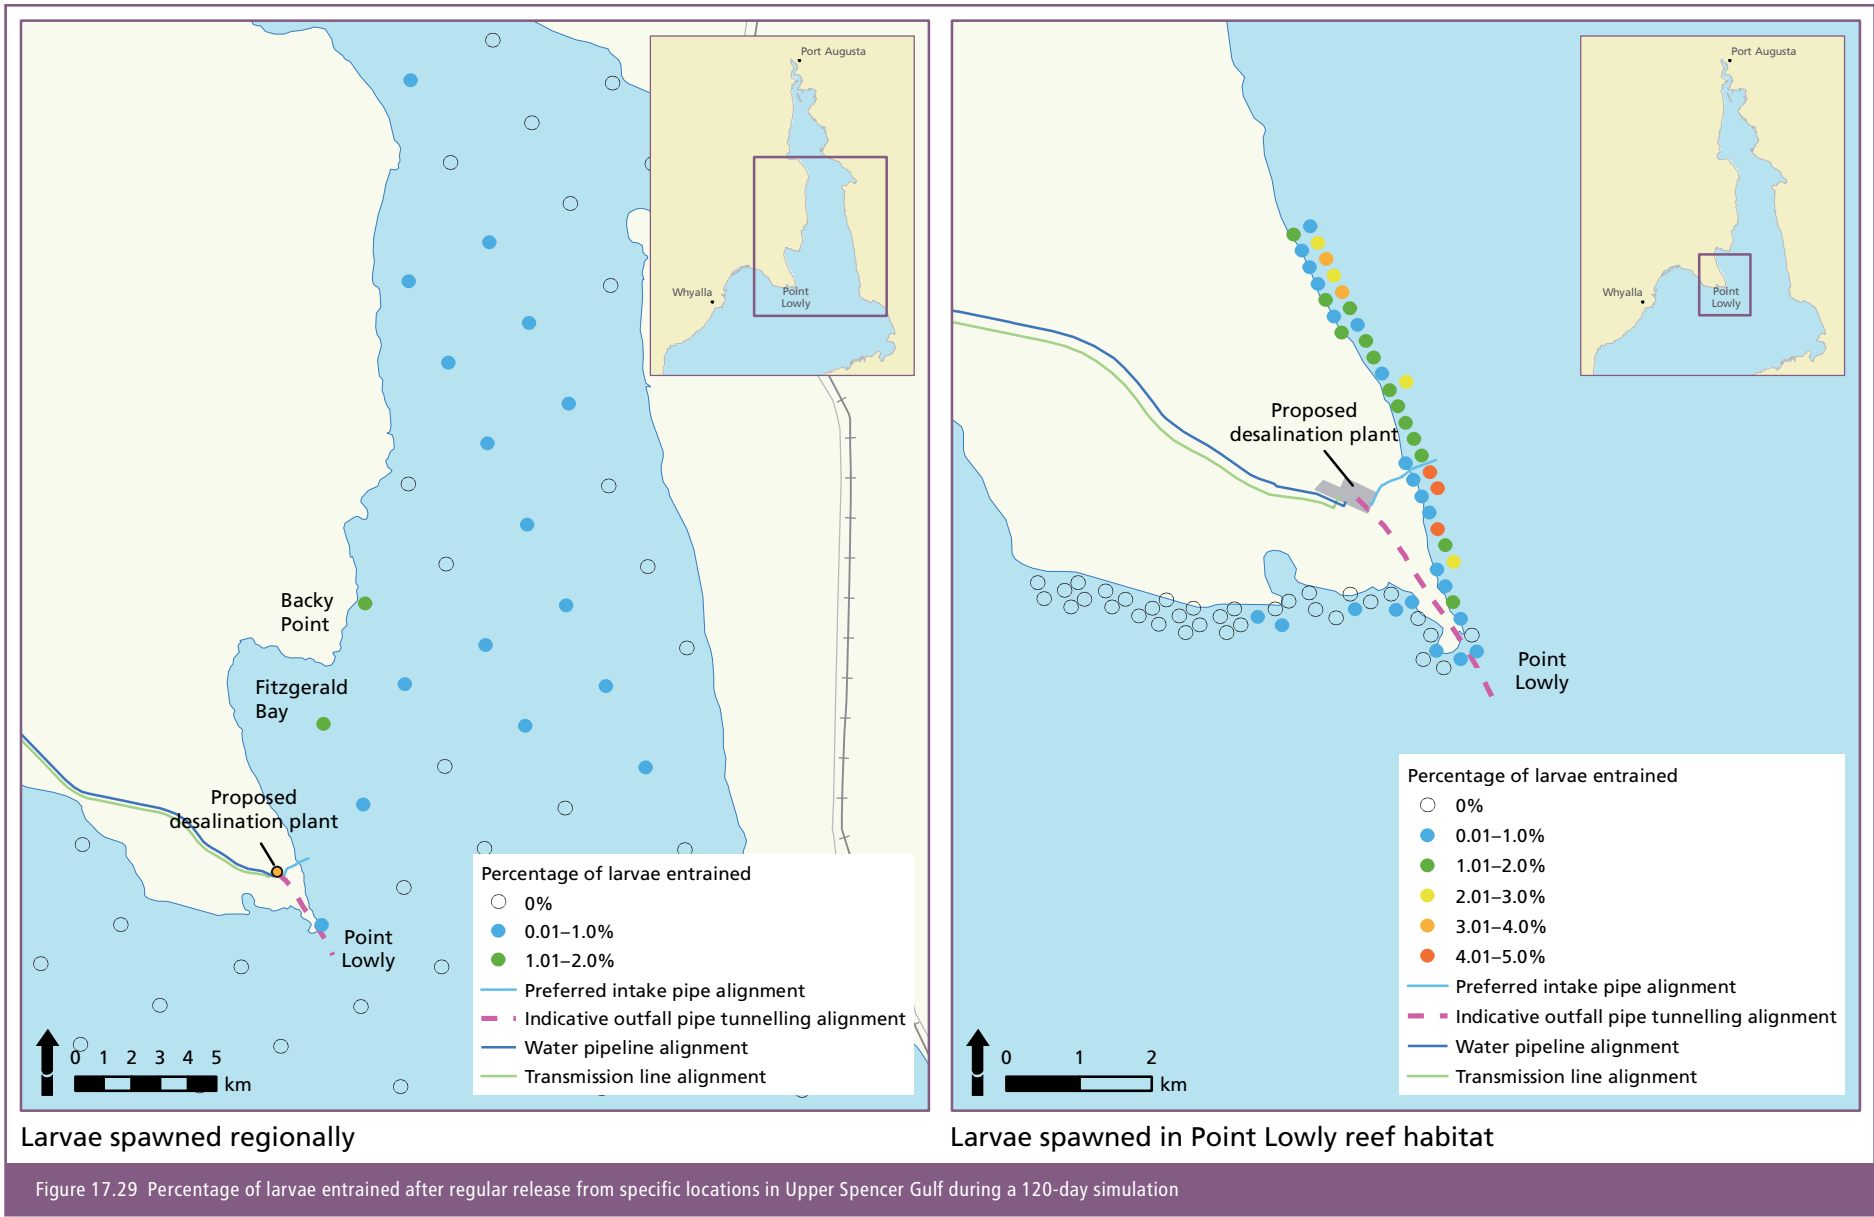 Port Augusta
Whyalla
Point
Lowly
Backy
Point
Fitzgerald
Bay
Proposed
desalination plant
Point
Lowly
Percentage of larvae entrained
0%
0.01–1.0%
1.01–2.0%
Preferred intake pipe alignment
Indicative outfall pipe tunnelling alignment
Water pipeline alignment
Transmission line alignment
0 1 2 3 4 5
km
Larvae spawned regionally
Port Augusta
Whyalla
Point
Lowly
Proposed
desalination plant
Point
Lowly
Percentage of larvae entrained
0%
0.01–1.0%
1.01–2.0%
2.01–3.0%
3.01–4.0%
4.01–5.0%
Preferred intake pipe alignment
Indicative outfall pipe tunnelling alignment
Water pipeline alignment
Transmission line alignment
0 1 2
km
Larvae spawned in Point Lowly reef habitat
Figure 17.29 Percentage of larvae entrained after regular release from specific locations in Upper Spencer Gulf during a 120-day simulation